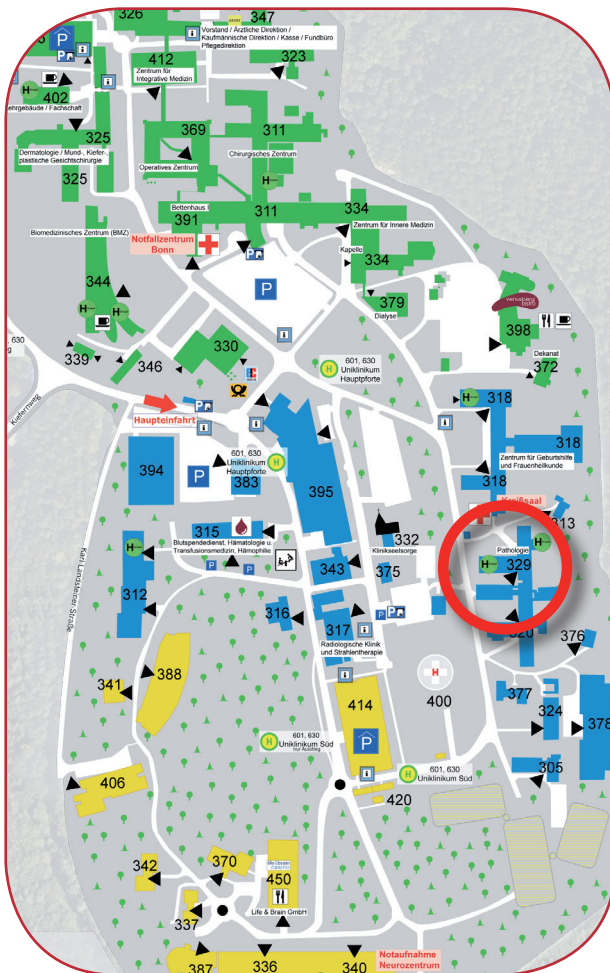 326
347
Vorstand / Ärztliche Direktion /
Kaufmännische Direktion / Kasse / Fundbüro
Pflegedirektion
P
P
i
i
412
323
Zentrum für
Integrative Medizin
H
402
ehrgebäude / Fachschaft
325
369
311
Dermatologie / Mund-, Kiefer-,
plastische Gesichtschirurgie
Chirurgisches Zentrum
Operatives Zentrum
325
H
Bettenhaus I
391
311
334
Biomedizinisches Zentrum (BMZ)
Notfallzentrum
Bonn
Zentrum für Innere Medizin
Kapelle
334
344
P
P
379
Dialyse
venusberg
bistro
H
H
398
330
i
339
346
Dekanat
372
, 630
g
601, 630
Uniklinikum
Hauptpforte
H
Kiefernweg
Haupteinfahrt
P
i
H
318
i
601, 630
Uniklinikum
Hauptpforte
H
394
P
383
395
318
Zentrum für Geburtshilfe
und Frauenheilkunde
318
Kreißsaal
313
315
332
Klinikseelsorge
Blutspendedienst, Hämatologie u.
Transfusionsmedizin, Hämophilie
H
Pathologie
H
H
329
P
P
343
375
312
316
317
P
i
Radiologische Klinik
und Strahlentherapie
320
376
Karl-Landsteiner-Straße
388
341
H
400
377
324
378
i
414
P
601, 630
Uniklinikum Süd
nur Ausstieg
H
H
601, 630
Uniklinikum Süd
i
305
406
420
342
370
450
Life & Brain GmbH
337
387
336
340
Notaufnahme
Neurozentrum